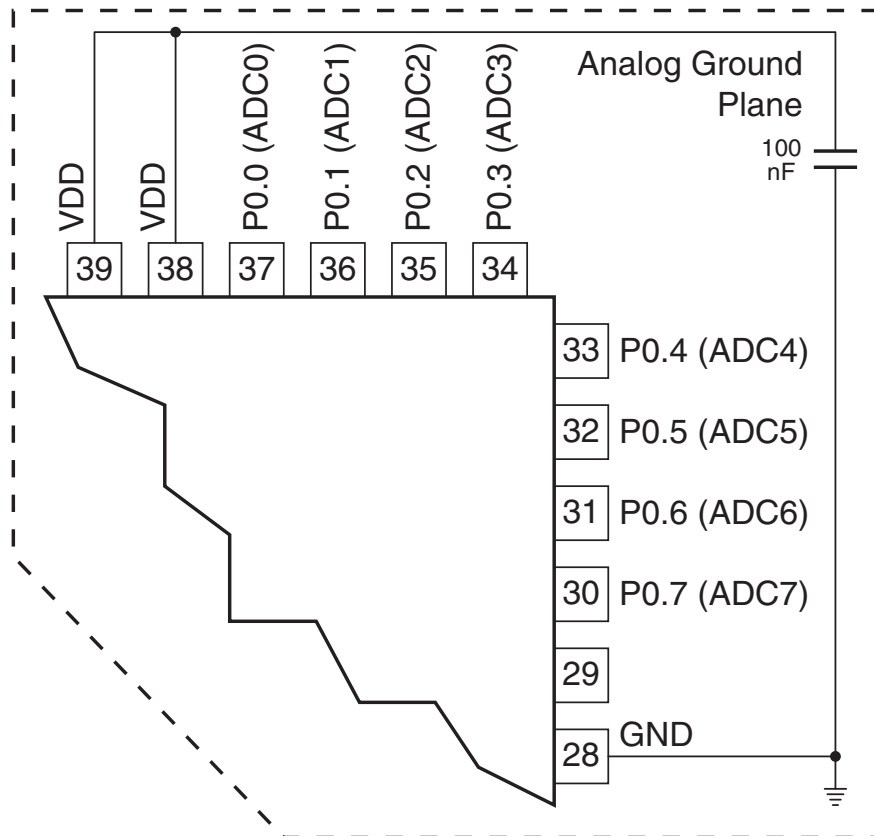 Analog Ground
Plane
100
nF
VDD
VDD
P0.0 (ADC0)
P0.1 (ADC1)
P0.2 (ADC2)
P0.3 (ADC3)
39
38
37
36
35
34
33 P0.4 (ADC4)
32 P0.5 (ADC5)
31 P0.6 (ADC6)
30 P0.7 (ADC7)
29
28 GND